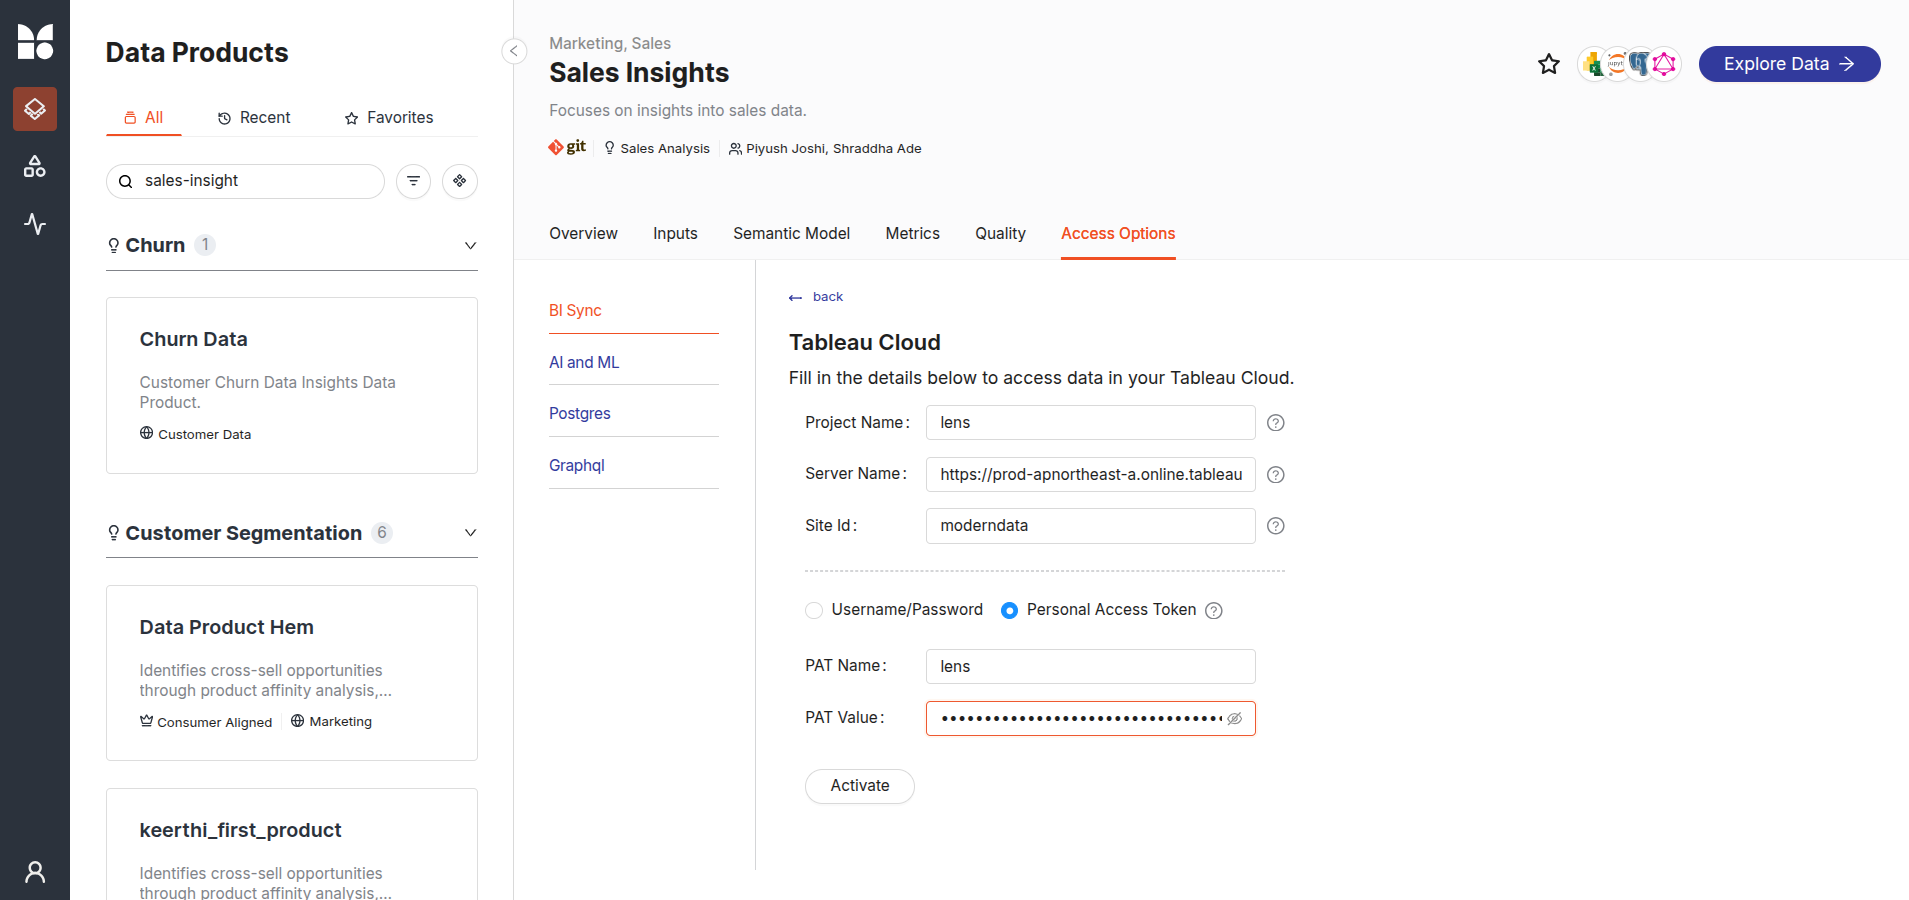 Data Products
All
Recent
Favorites
sales-insight
Churn 1
Churn Data
Customer Churn Data Insights Data
Product.
Customer Data
Customer Segmentation 6
Data Product Hem
Identifies cross-sell opportunities
through product affinity analysis,...
Consumer Aligned
Marketing
keerthi_first_product
Identifies cross-sell opportunities
through product affinity analysis,...
Marketing, Sales
Sales Insights
Focuses on insights into sales data.
git
Sales Analysis
Piyush Joshi, Shraddha Ade
jupyter
Explore Data
Overview
Inputs
Semantic Model
Metrics
Quality
Access Options
BI Sync
AI and ML
Postgres
Graphql
back
Tableau Cloud
Fill in the details below to access data in your Tableau Cloud.
Project Name: lens
Server Name: https://prod-apnortheast-a.online.tableau
Site Id: moderndata
Username/Password
Personal Access Token
PAT Name: lens
PAT Value:
Activate